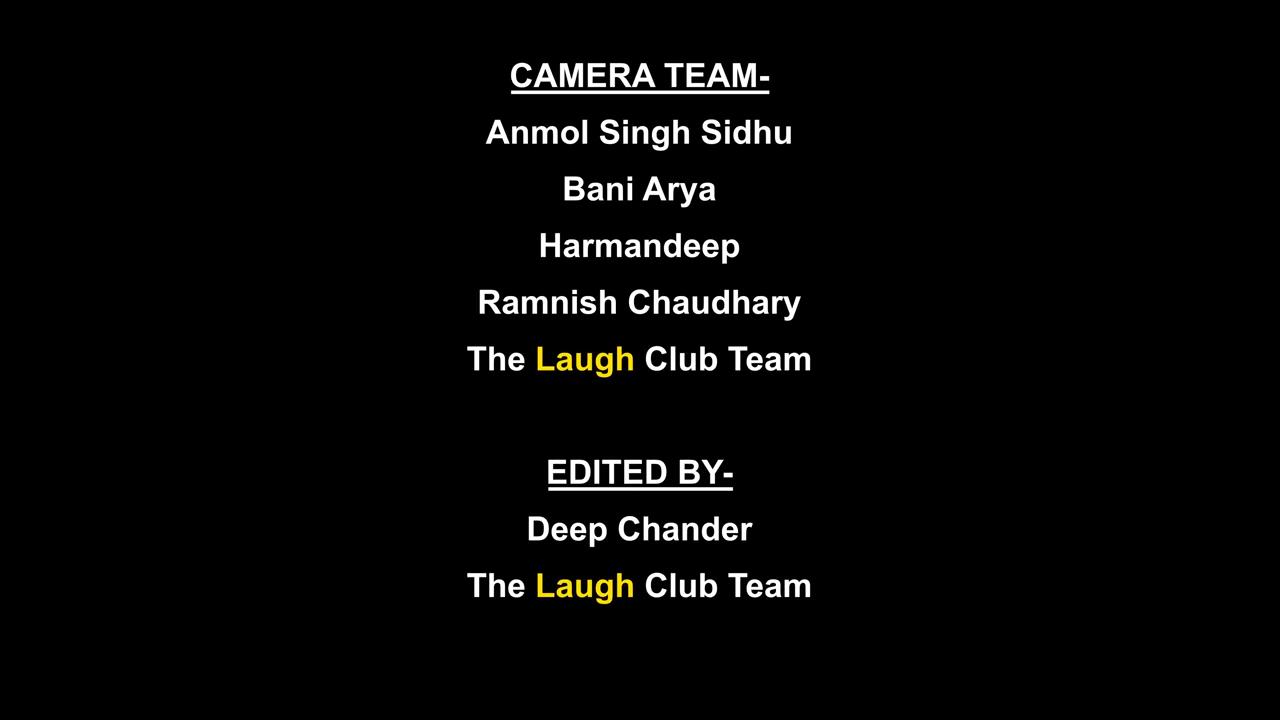 CAMERA TEAM-
Anmol Singh Sidhu
Bani Arya
Harmandeep
Ramnish Chaudhary
The Laugh Club Team
EDITED BY-
Deep Chander
The Laugh Club Team